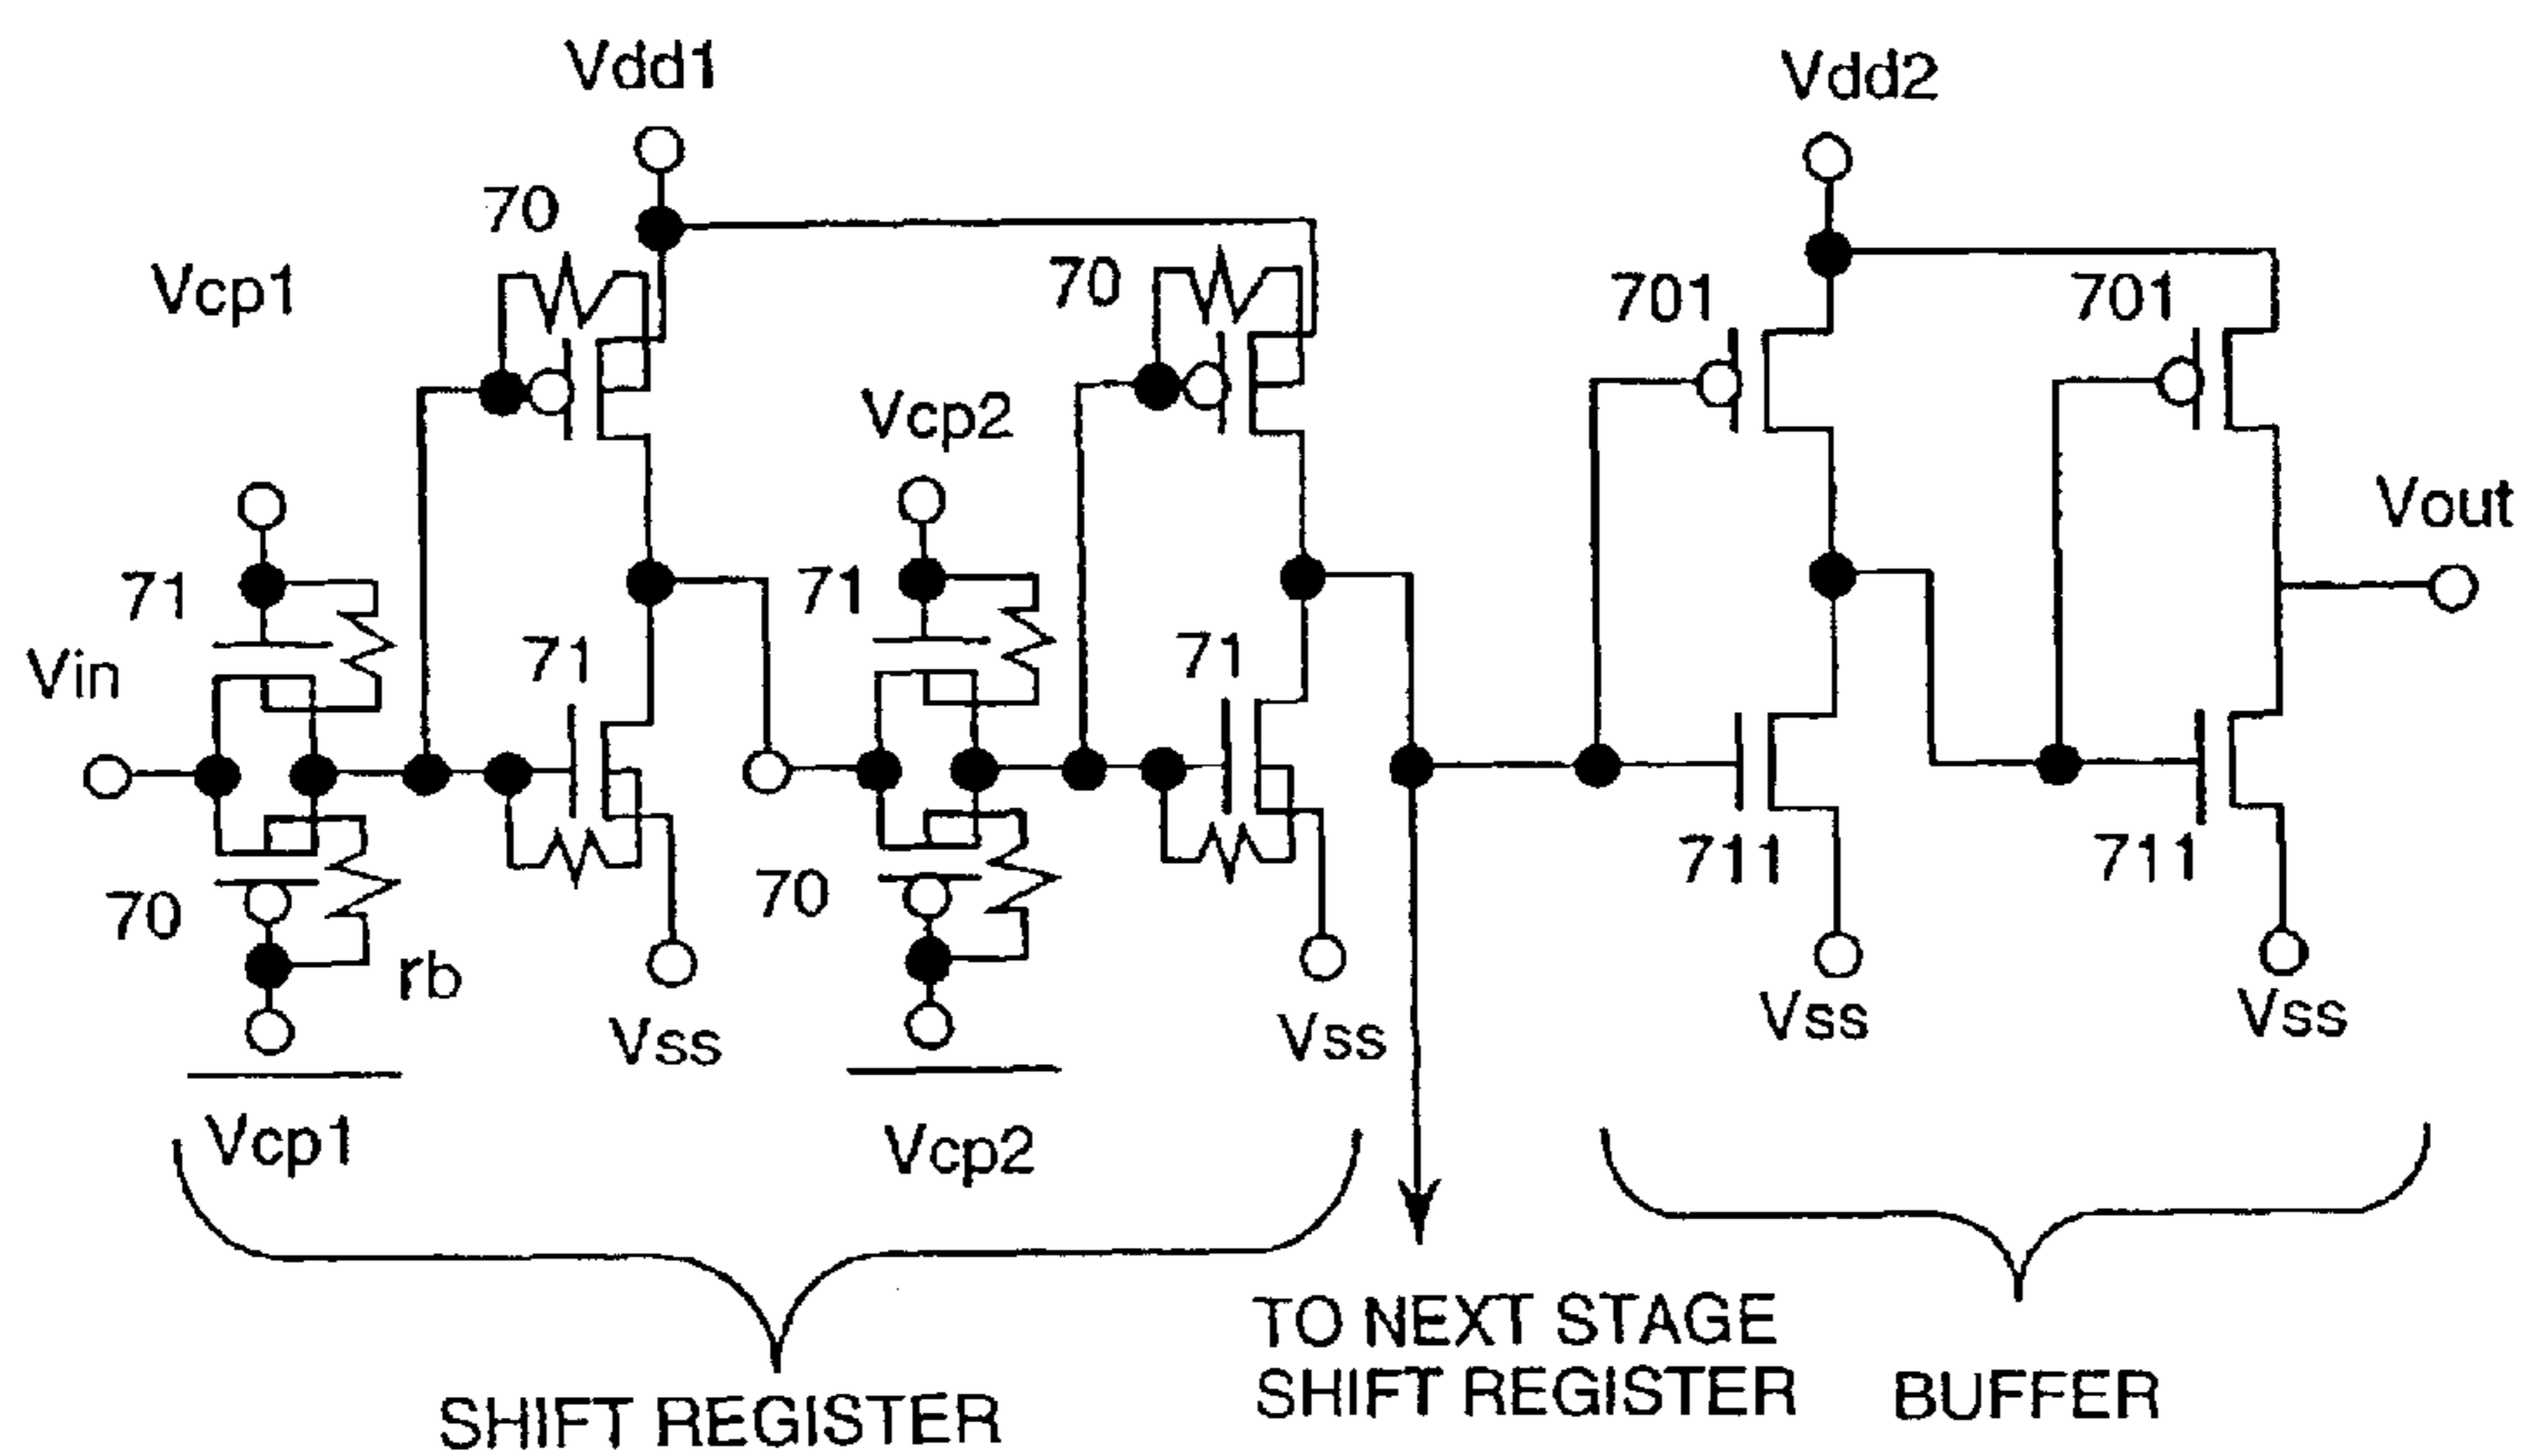 Vdd1
Vdd2
70
Vcp1
70
701
701
Vcp2
Vout
71
71
Vin
71
71
70
70
711
711
rb
Vss
Vss
Vss
Vss
Vcp1
Vcp2
TO NEXT STAGE
SHIFT REGISTER
SHIFT REGISTER
BUFFER